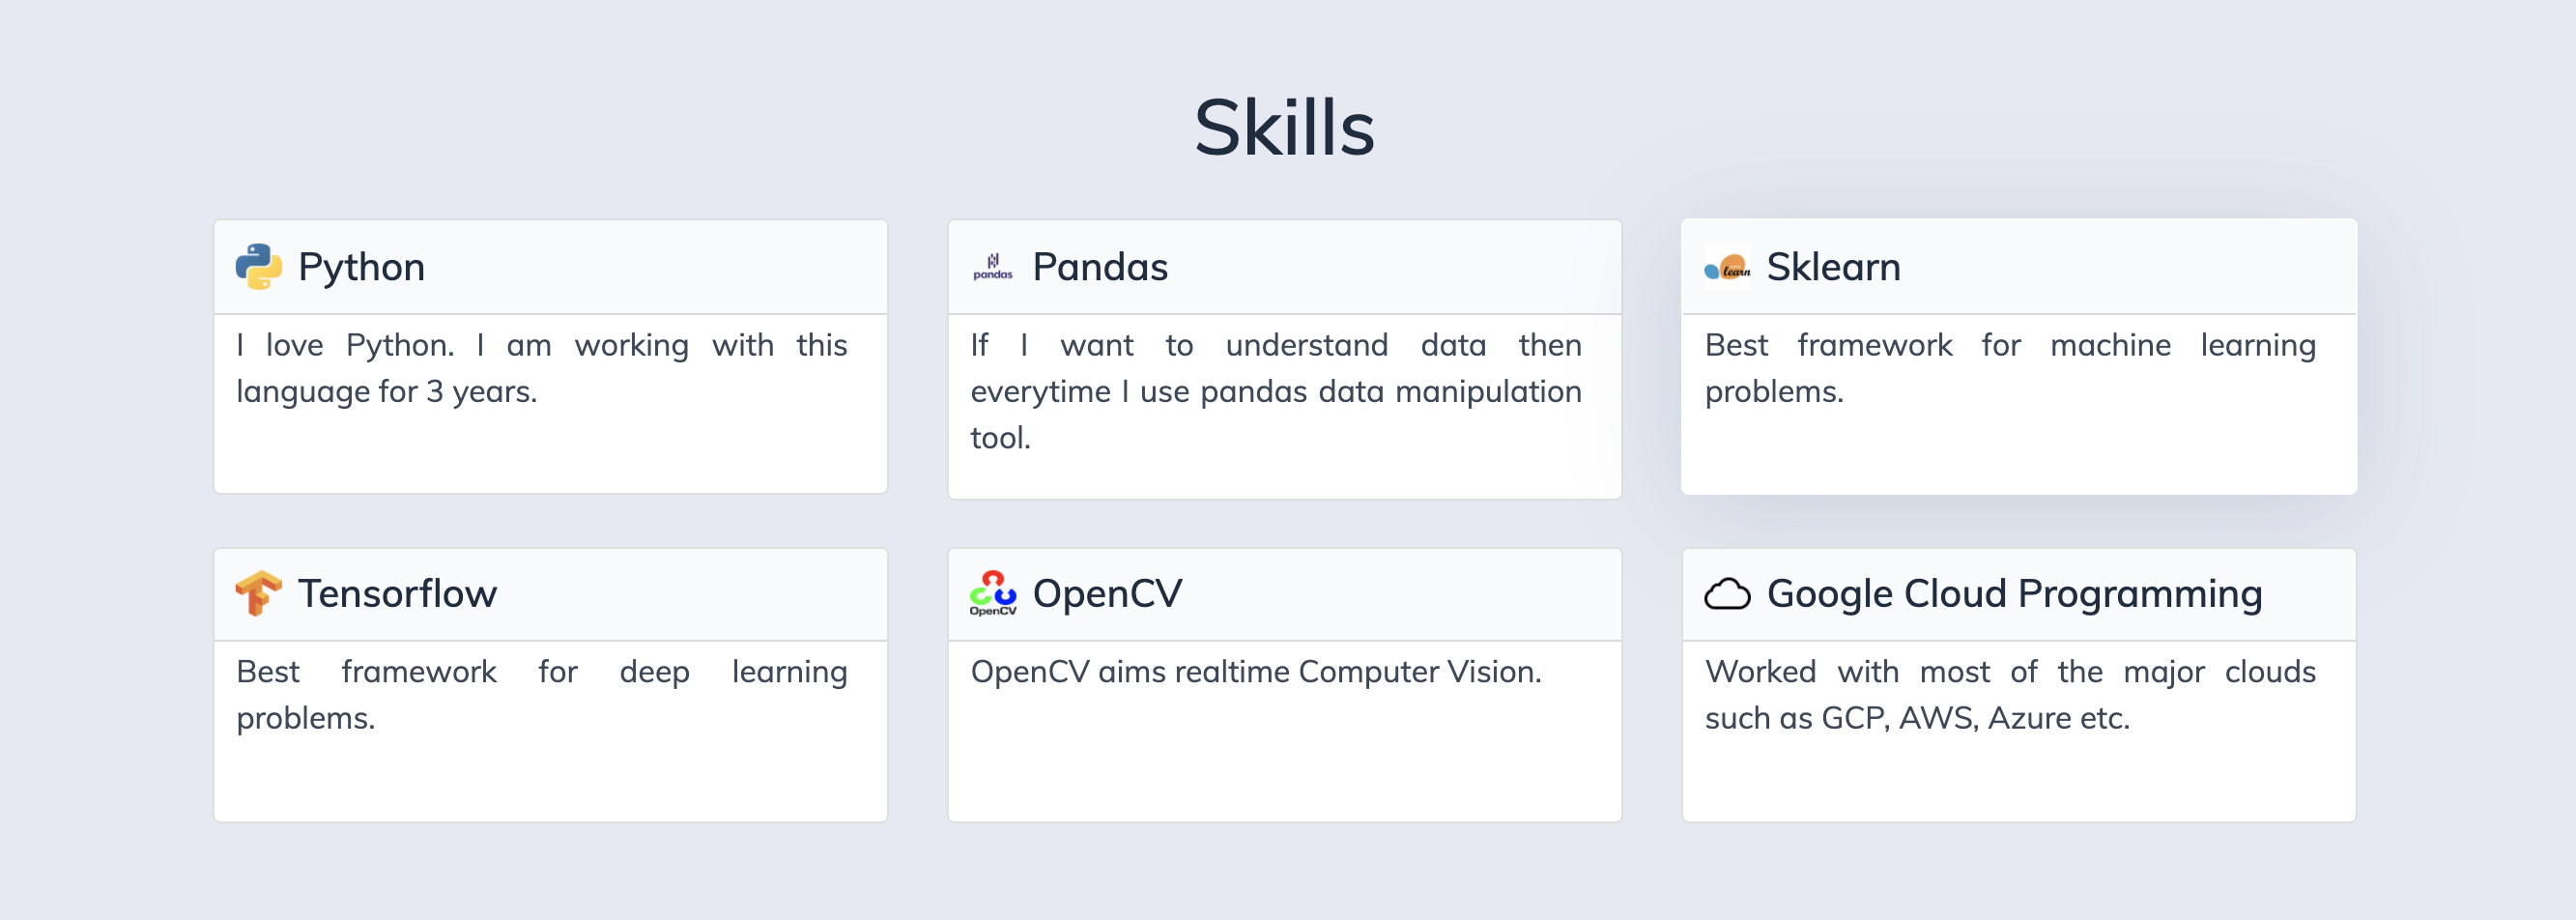 Skills
Python
I love Python. I am working with this
language for 3 years.
pandas
Pandas
If I want to understand data then
everytime I use pandas data manipulation
tool.
learn
Sklearn
Best framework for machine learning
problems.
Tensorflow
Best framework for deep learning
problems.
OpenCV
OpenCV
OpenCV aims realtime Computer Vision.
Google Cloud Programming
Worked with most of the major clouds
such as GCP, AWS, Azure etc.